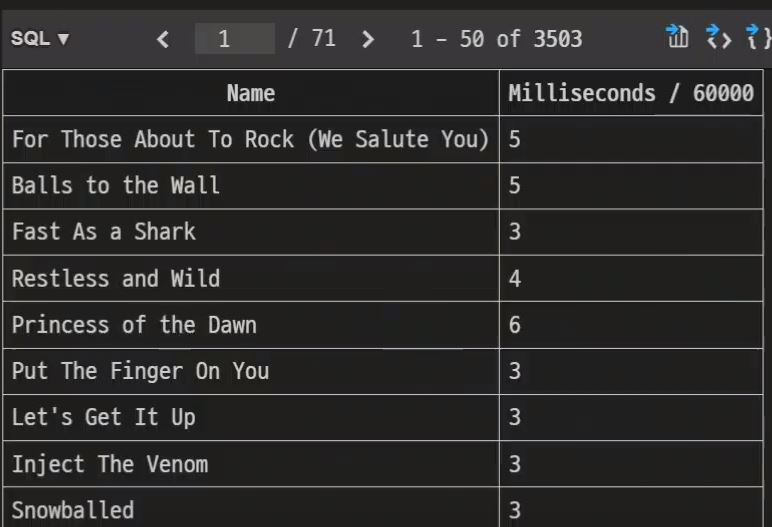 SQL ▼ < 1 / 71 > 1 - 50 of 3503
Name Milliseconds / 60000
For Those About To Rock (We Salute You) 5
Balls to the Wall 5
Fast As a Shark 3
Restless and Wild 4
Princess of the Dawn 6
Put The Finger On You 3
Let's Get It Up 3
Inject The Venom 3
Snowballed 3